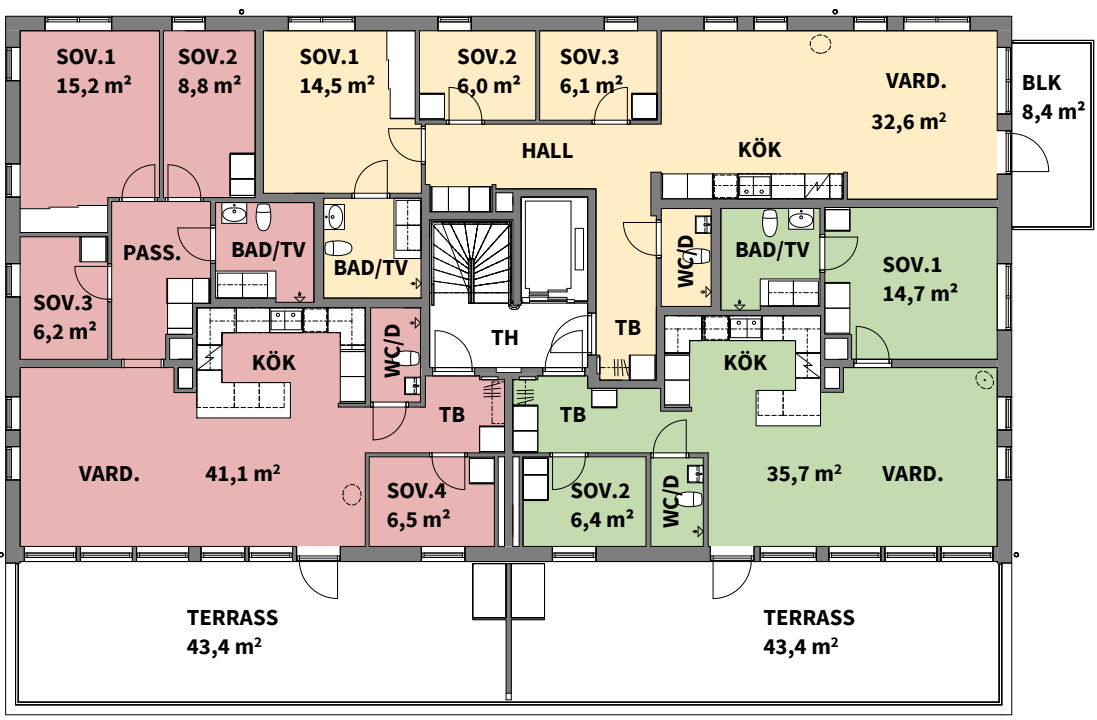 SOV.1
15,2 m²
SOV.2
8,8 m²
SOV.1
14,5 m²
SOV.2
6,0 m²
SOV.3
6,1 m²
VARD.
32,6 m²
BLK
8,4 m²
HALL
KÖK
PASS.
BAD/TV
BAD/TV
WC/D
BAD/TV
SOV.1
14,7 m²
SOV.3
6,2 m²
TH
TB
KÖK
WC/D
KÖK
TB
TB
VARD.
41,1 m²
SOV.4
6,5 m²
SOV.2
6,4 m²
WC/D
35,7 m²
VARD.
TERRASS
43,4 m²
TERRASS
43,4 m²